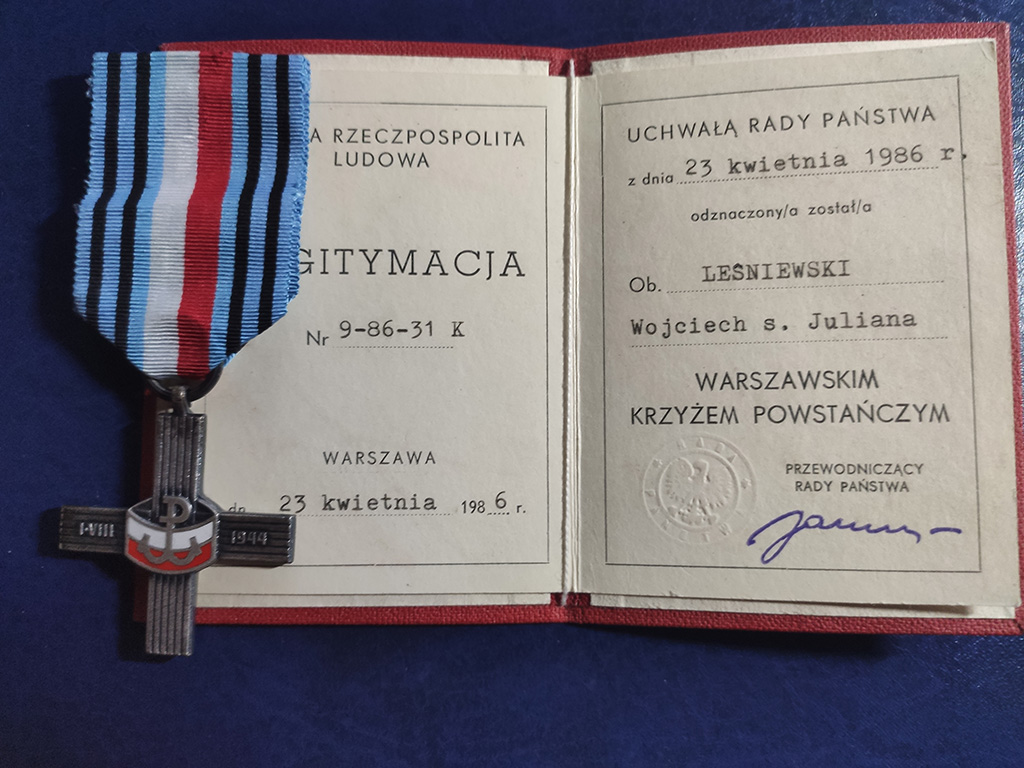 A RZECZPOSPOLITA
LUDOWA
GITYMACJA
Nr 9-86-31 K
WARSZAWA
dn. 23 kwietnia 1986 r.
I-VIII
1944
UCHWAŁĄ RADY PAŃSTWA
z dnia 23 kwietnia 1986 r.
odznaczony/a został/a
Ob. LEŚNIEWSKI
Wojciech s. Juliana
WARSZAWSKIM
KRZYŻEM POWSTAŃCZYM
PRZEWODNICZĄCY
RADY PAŃSTWA